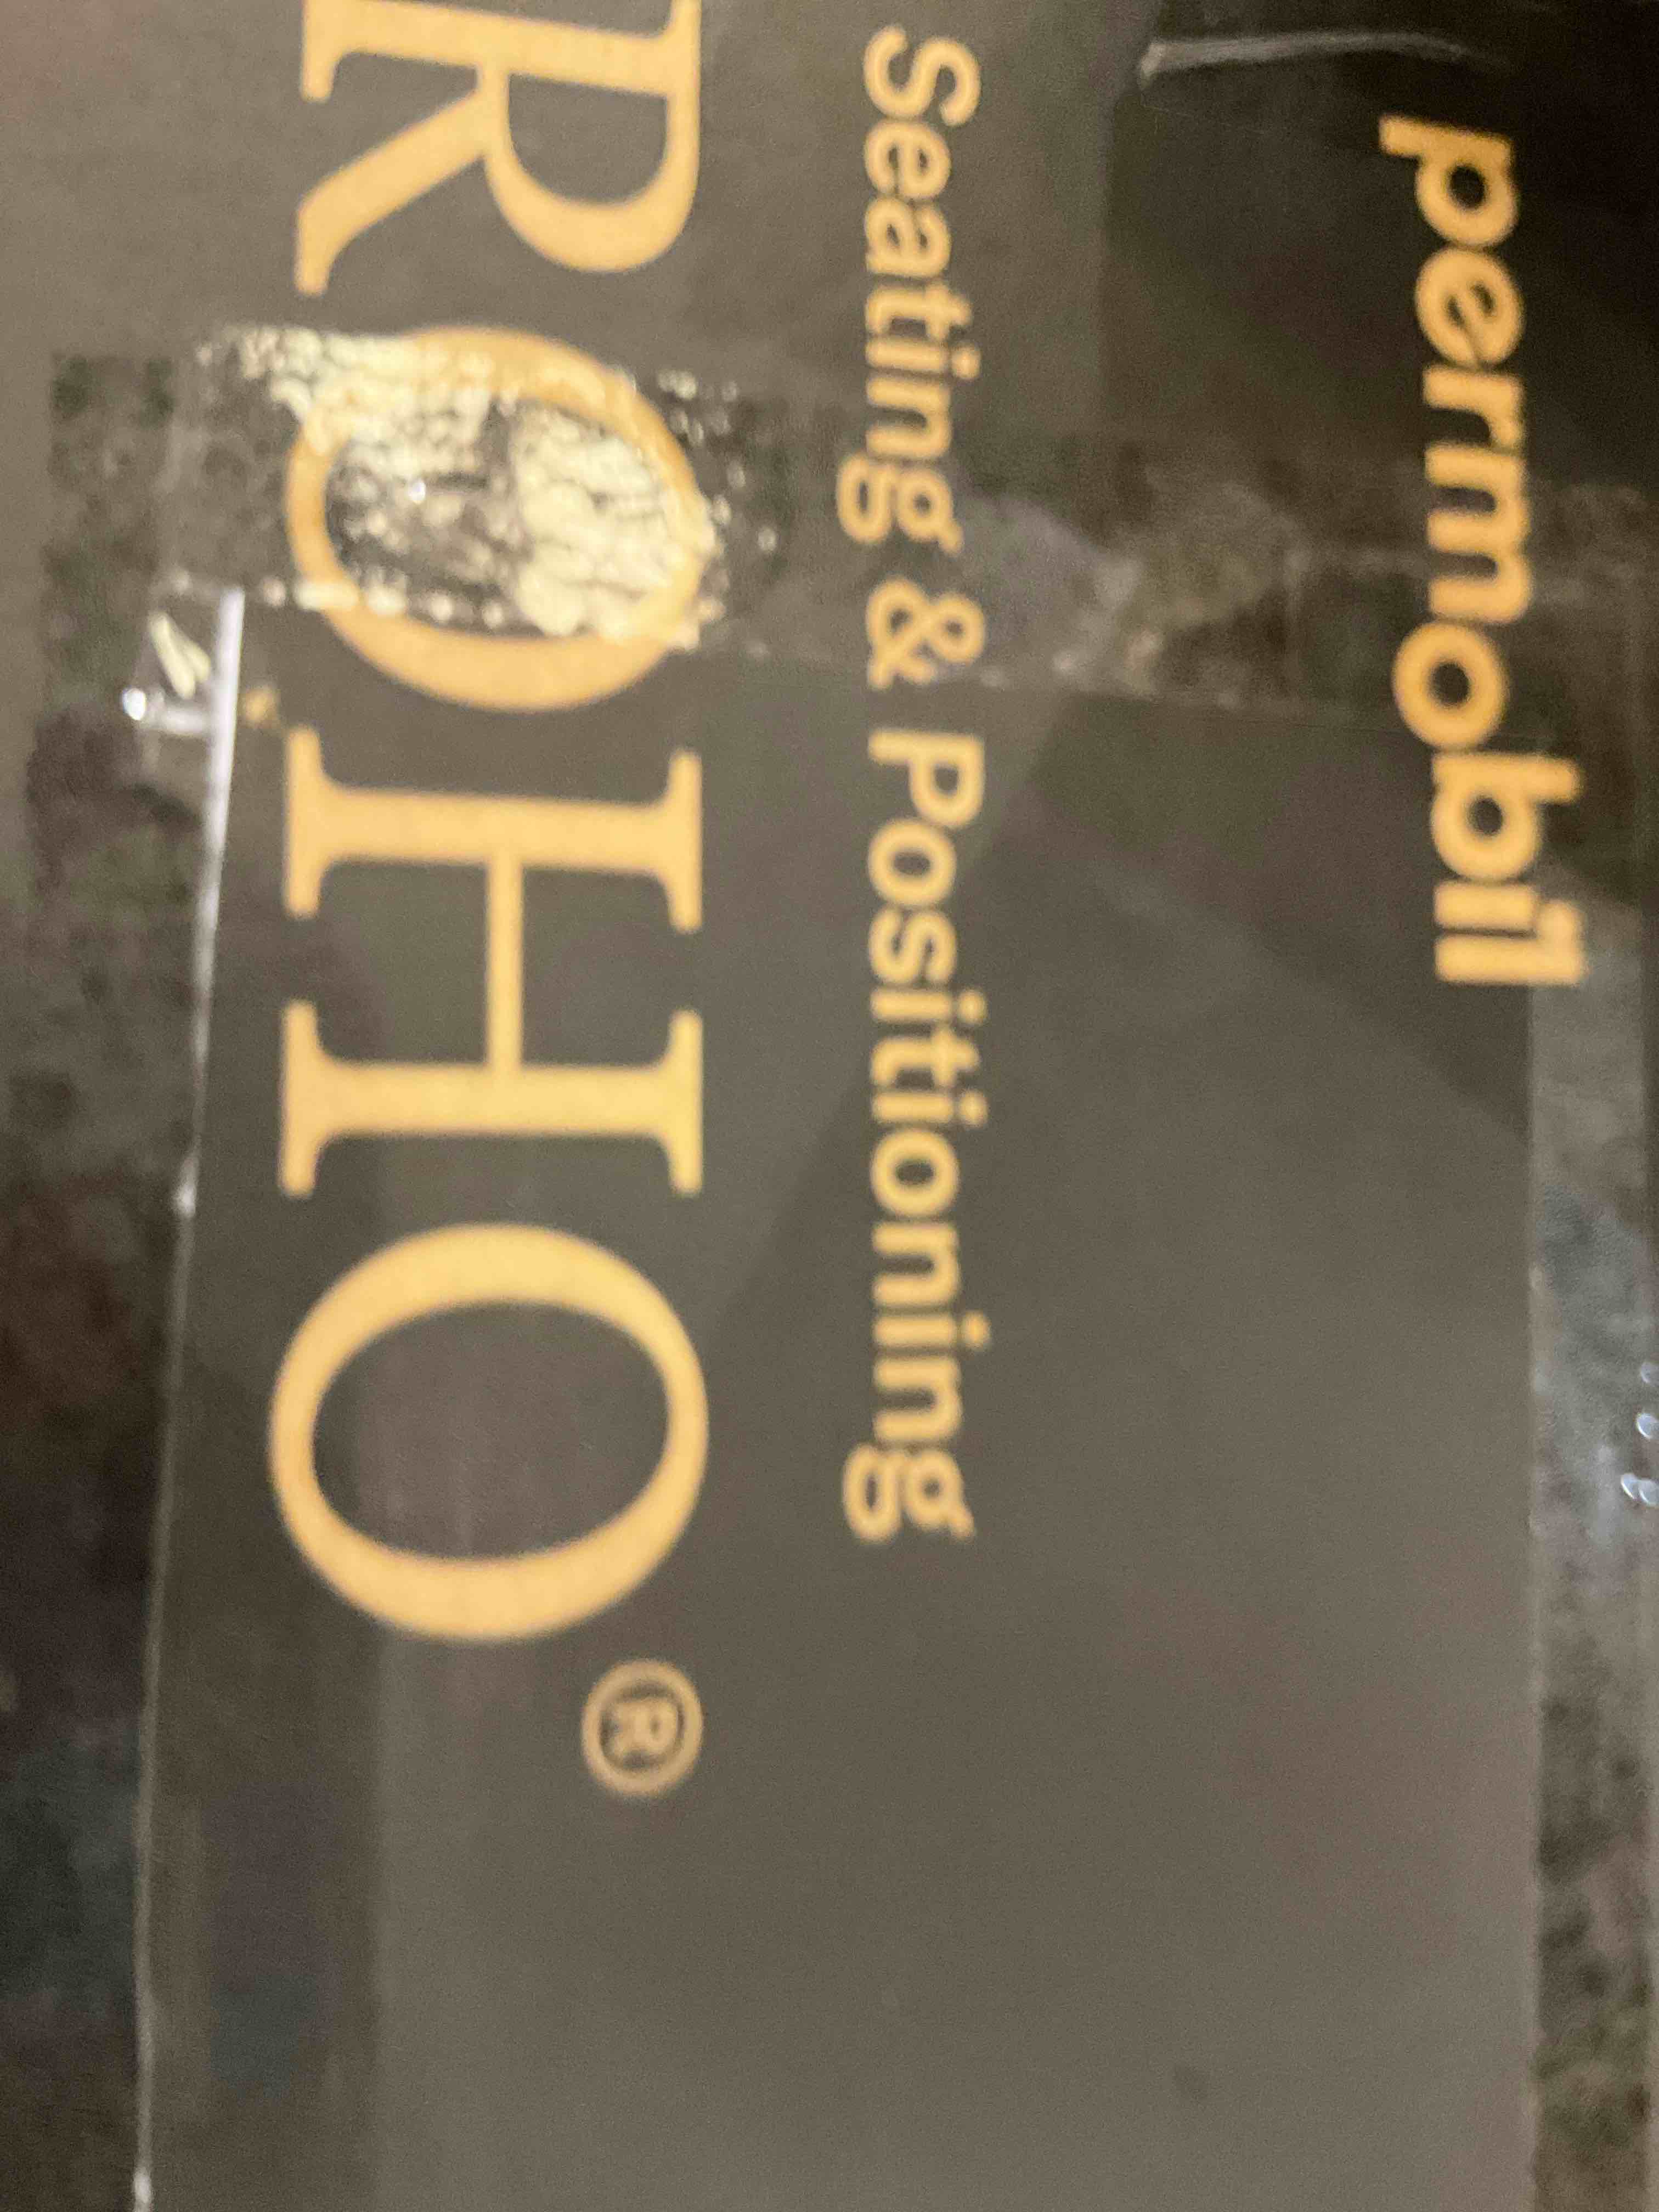 permobil
Seating & Positioning
ROHO®